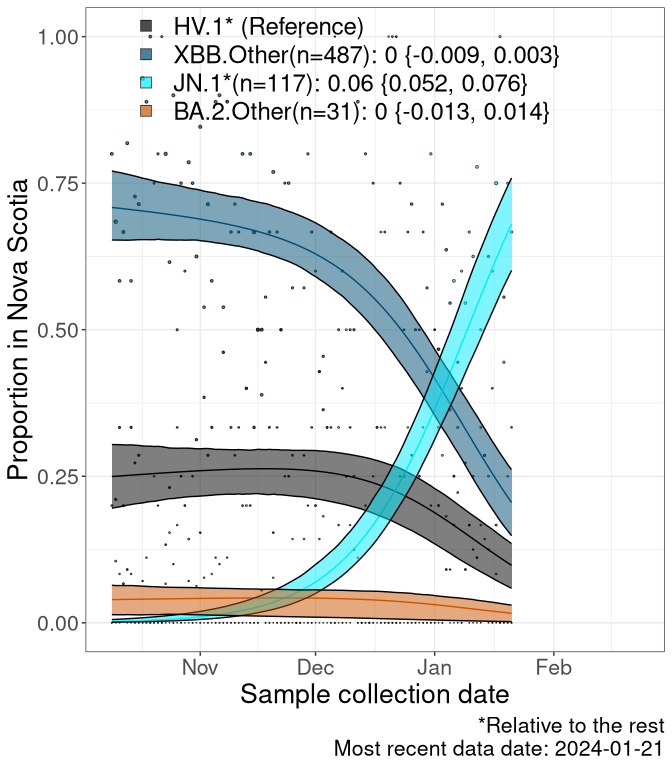 HV.1* (Reference)
XBB.Other(n=487): 0 {-0.009, 0.003}
JN.1*(n=117): 0.06 {0.052, 0.076}
BA.2.Other(n=31): 0 {-0.013, 0.014}
1.00
0.75
0.50
0.25
0.00
Proportion in Nova Scotia
Nov Dec Jan Feb
Sample collection date
*Relative to the rest
Most recent data date: 2024-01-21